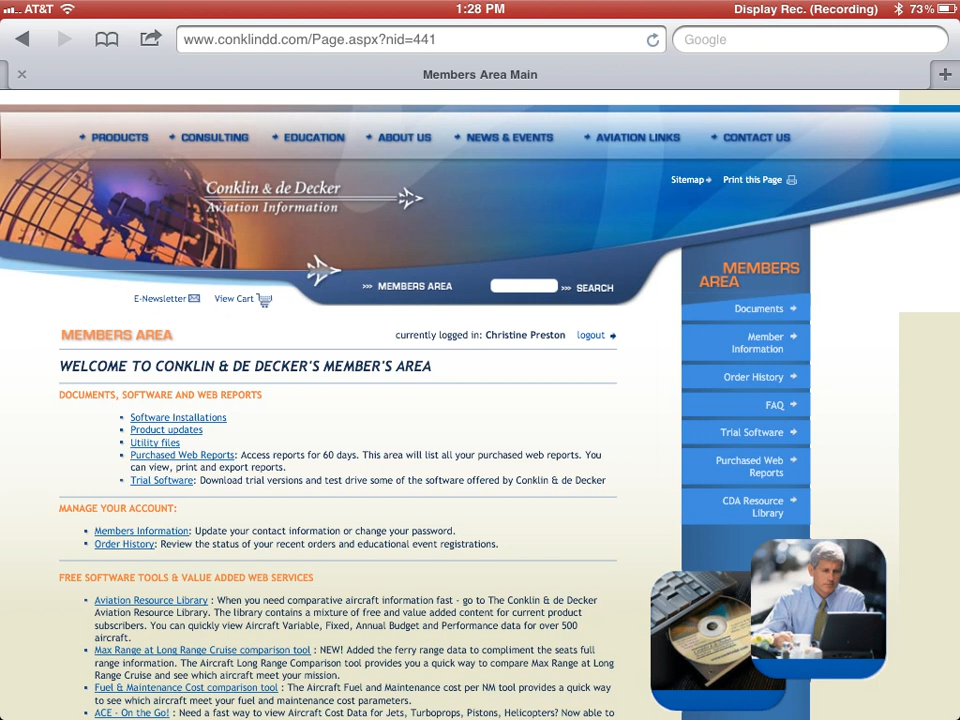 AT&T
1:28 PM
Display Rec. (Recording)
73%
www.conklindd.com/Page.aspx?nid=441
Google
Members Area Main
PRODUCTS
CONSULTING
EDUCATION
ABOUT US
NEWS & EVENTS
AVIATION LINKS
CONTACT US
Sitemap
Print this Page
Conklin & de Decker
Aviation Information
>>> MEMBERS AREA
>>> SEARCH
E-Newsletter
View Cart
MEMBERS
AREA
Documents
Member
Information
Order History
FAQ
Trial Software
Purchased Web
Reports
CDA Resource
Library
MEMBERS AREA
currently logged in: Christine Preston logout
WELCOME TO CONKLIN & DE DECKER'S MEMBER'S AREA
DOCUMENTS, SOFTWARE AND WEB REPORTS
Software Installations
Product updates
Utility files
Purchased Web Reports: Access reports for 60 days. This area will list all your purchased web reports. You
can view, print and export reports.
Trial Software: Download trial versions and test drive some of the software offered by Conklin & de Decker
MANAGE YOUR ACCOUNT:
Members Information: Update your contact information or change your password.
Order History: Review the status of your recent orders and educational event registrations.
FREE SOFTWARE TOOLS & VALUE ADDED WEB SERVICES
Aviation Resource Library : When you need comparative aircraft information fast - go to The Conklin & de Decker
Aviation Resource Library. The library contains a mixture of free and value added content for current product
subscribers. You can quickly view Aircraft Variable, Fixed, Annual Budget and Performance data for over 500
aircraft.
Max Range at Long Range Cruise comparison tool : NEW! Added the ferry range data to compliment the seats full
range information. The Aircraft Long Range Comparison tool provides you a quick way to compare Max Range at Long
Range Cruise and see which aircraft meet your mission.
Fuel & Maintenance Cost comparison tool : The Aircraft Fuel and Maintenance cost per NM tool provides a quick way
to see which aircraft meet your fuel and maintenance cost parameters.
ACE - On the Go! : Need a fast way to view Aircraft Cost Data for Jets, Turboprops, Pistons, Helicopters? Now able to